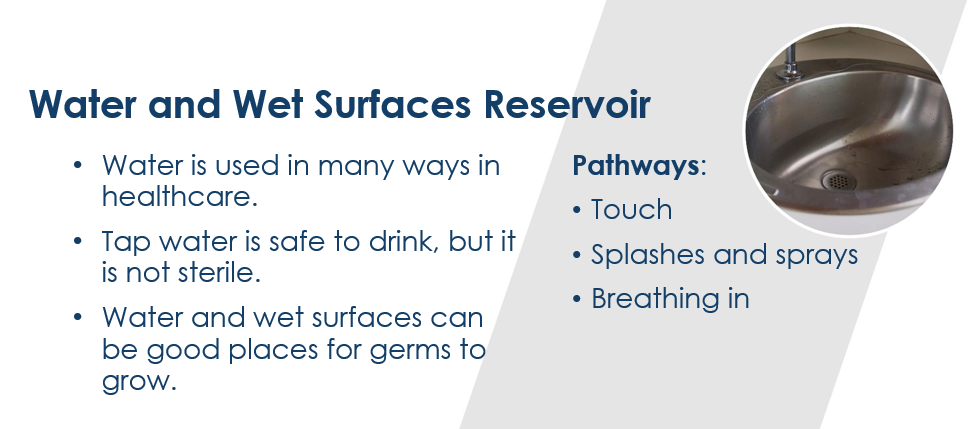 Water and Wet Surfaces Reservoir
• Water is used in many ways in
healthcare.
• Tap water is safe to drink, but it
is not sterile.
• Water and wet surfaces can
be good places for germs to
grow.
Pathways:
• Touch
• Splashes and sprays
• Breathing in